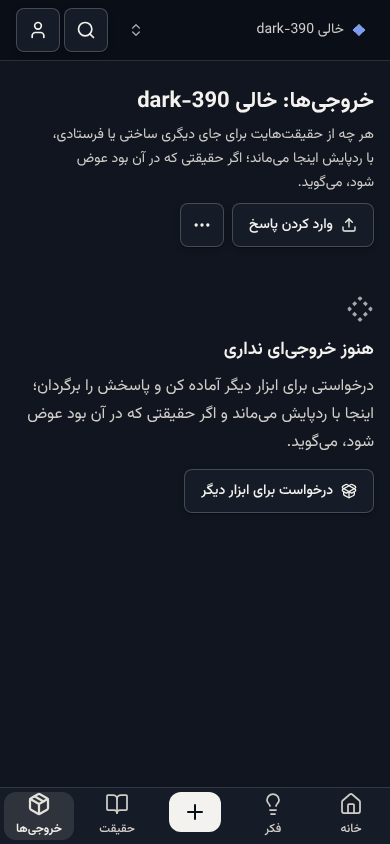 خالی dark-390
خروجی‌ها: خالی dark-390
هر چه از حقیقت‌هایت برای جای دیگری ساختی یا فرستادی،
با ردپایش اینجا می‌ماند؛ اگر حقیقتی که در آن بود عوض
شود، می‌گوید.
وارد کردن پاسخ
هنوز خروجی‌ای نداری
درخواستی برای ابزار دیگر آماده کن و پاسخش را برگردان؛
اینجا با ردپایش می‌ماند و اگر حقیقتی که در آن بود عوض
شود، می‌گوید.
درخواست برای ابزار دیگر
خانه
فکر
حقیقت
خروجی‌ها